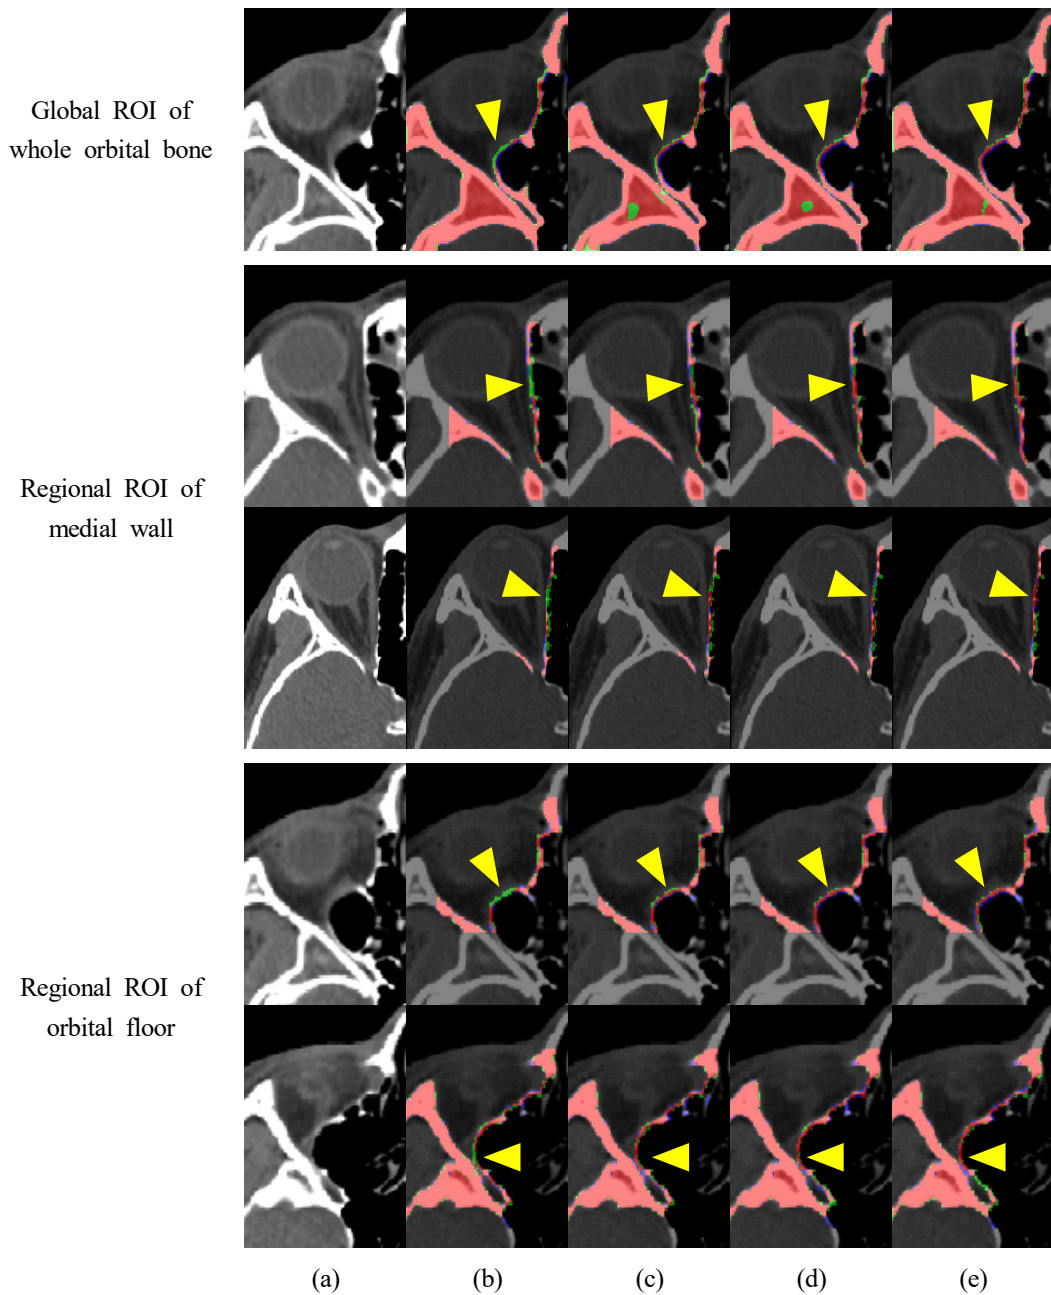 Global ROI of
whole orbital bone
Regional ROI of
medial wall
Regional ROI of
orbital floor
(a) (b) (c) (d) (e)